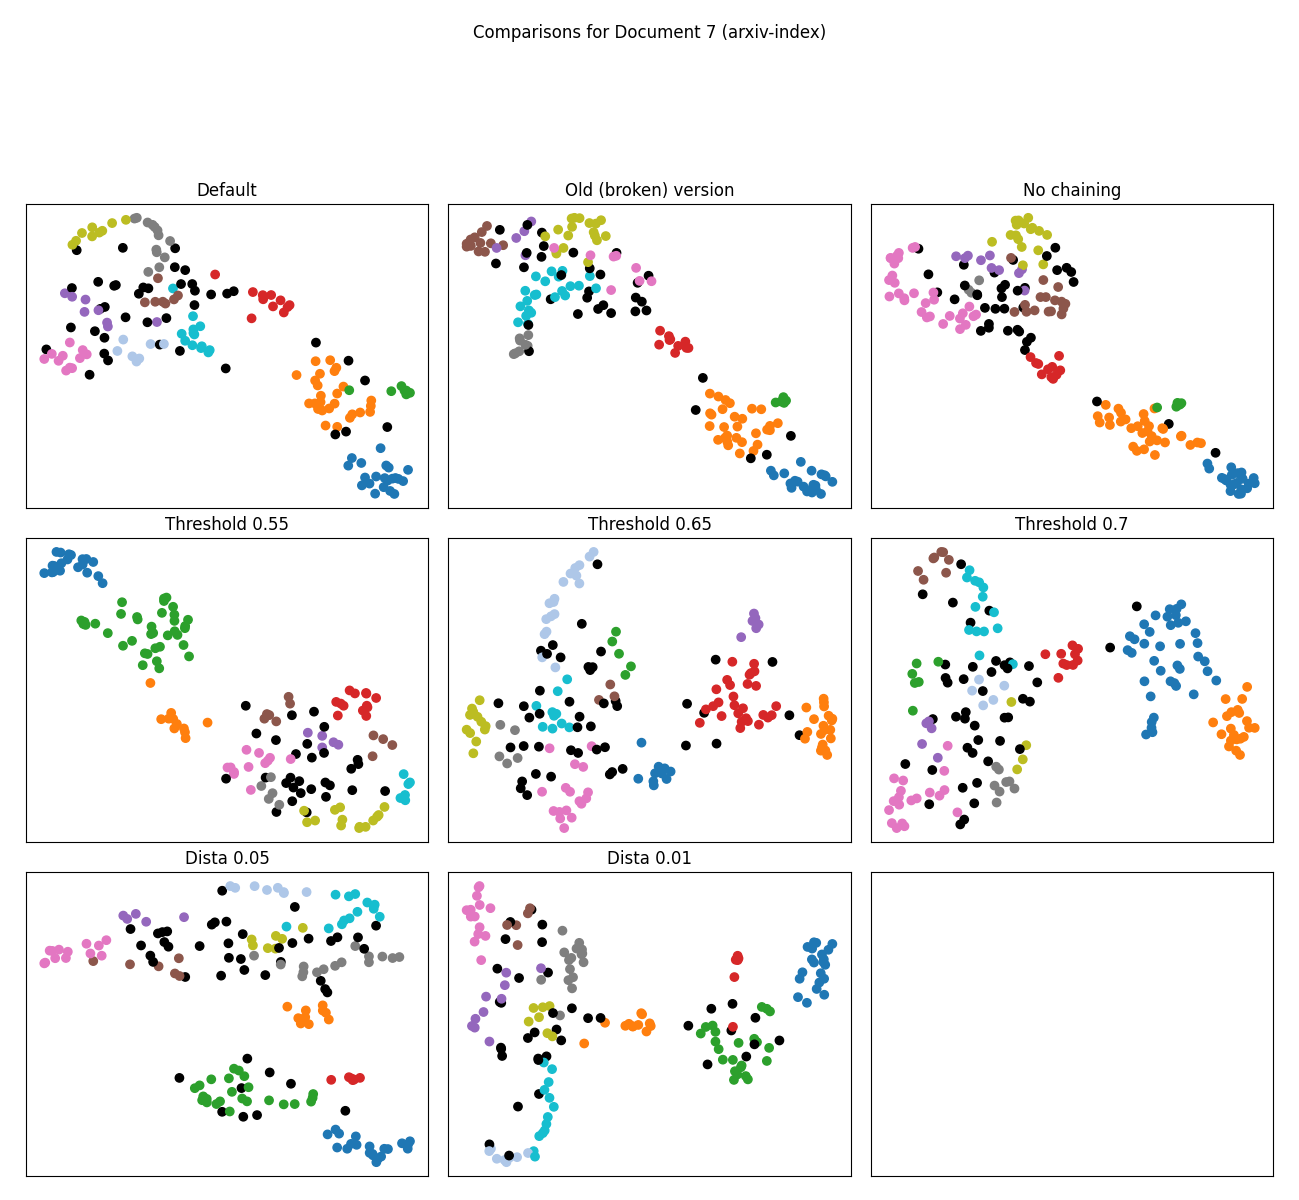 Comparisons for Document 7 (arxiv-index)
Default
Old (broken) version
No chaining
Threshold 0.55
Threshold 0.65
Threshold 0.7
Dista 0.05
Dista 0.01